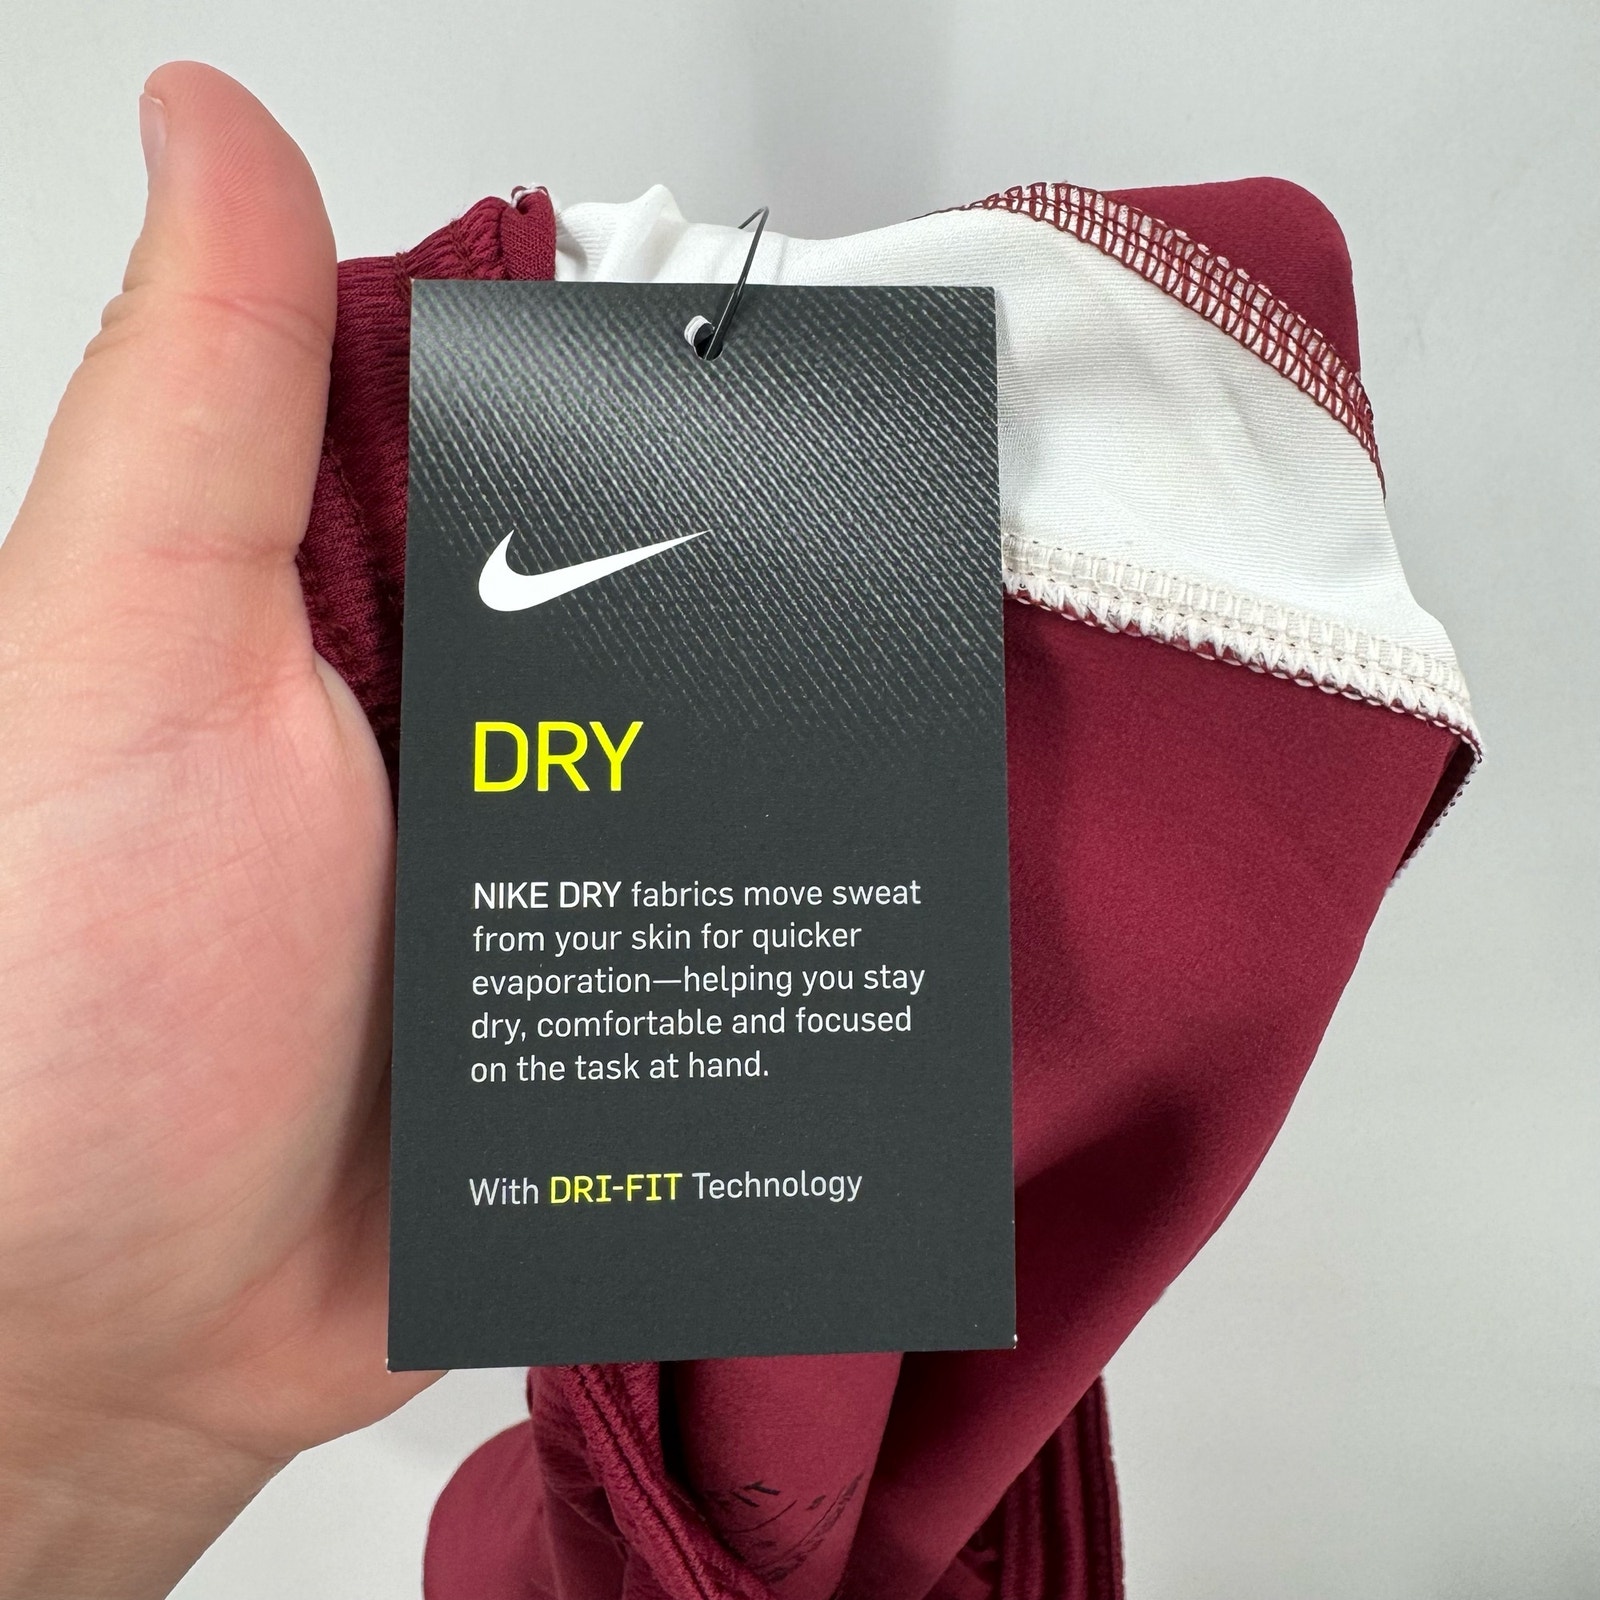 DRY
NIKE DRY fabrics move sweat
from your skin for quicker
evaporation—helping you stay
dry, comfortable and focused
on the task at hand.
With DRI-FIT Technology